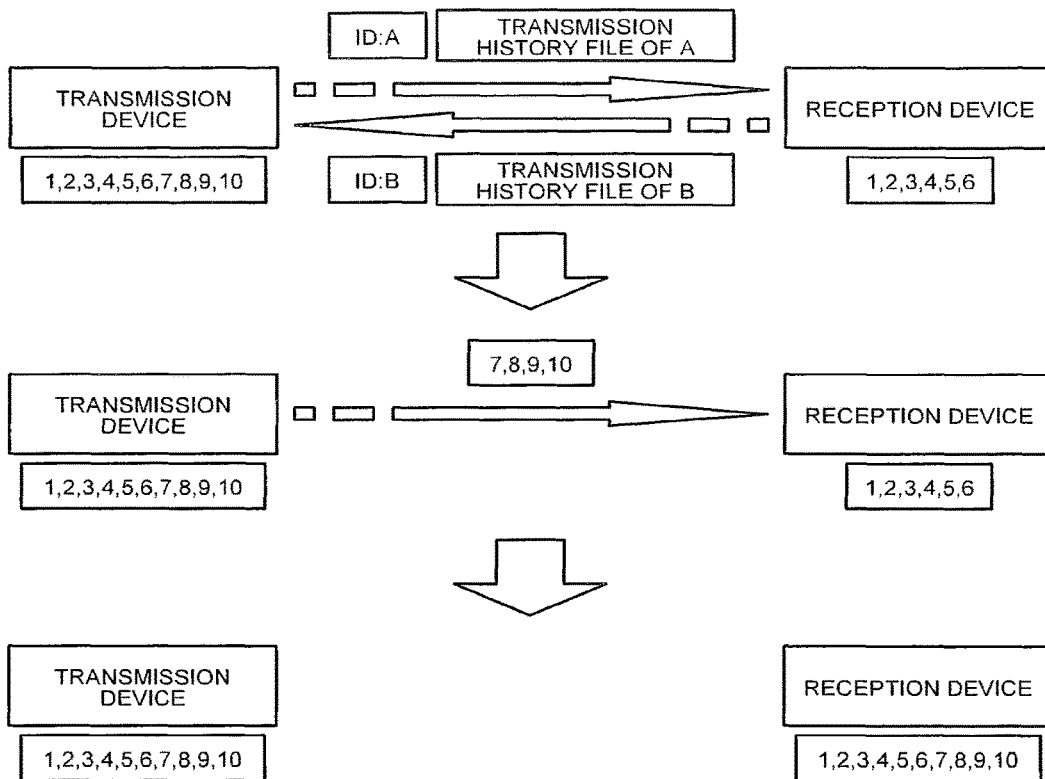 ID:A
TRANSMISSION
HISTORY FILE OF A
TRANSMISSION
DEVICE
RECEPTION DEVICE
1,2,3,4,5,6,7,8,9,10
ID:B
TRANSMISSION
HISTORY FILE OF B
1,2,3,4,5,6
7,8,9,10
TRANSMISSION
DEVICE
RECEPTION DEVICE
1,2,3,4,5,6,7,8,9,10
1,2,3,4,5,6
TRANSMISSION
DEVICE
RECEPTION DEVICE
1,2,3,4,5,6,7,8,9,10
1,2,3,4,5,6,7,8,9,10